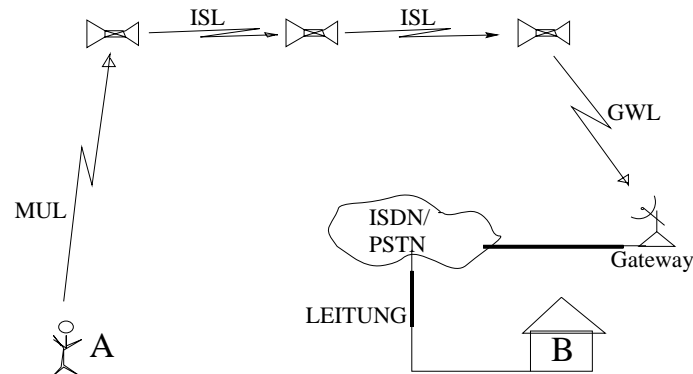 ISL
ISL
GWL
MUL
ISDN/
PSTN
Gateway
LEITUNG
A
B